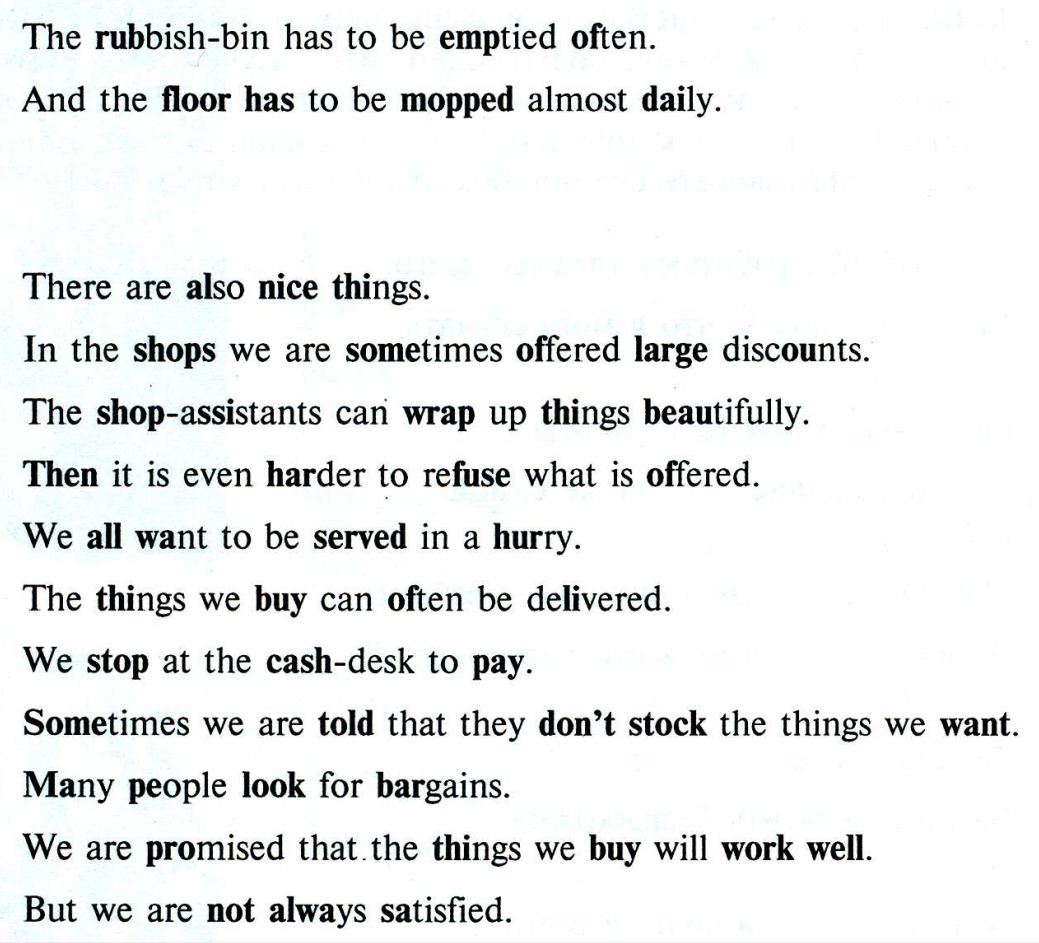 The rubbish-bin has to be emptied often.
And the floor has to be mopped almost daily.
There are also nice things.
In the shops we are sometimes offered large discounts.
The shop-assistants can wrap up things beautifully.
Then it is even harder to refuse what is offered.
We all want to be served in a hurry.
The things we buy can often be delivered.
We stop at the cash-desk to pay.
Sometimes we are told that they don't stock the things we want.
Many people look for bargains.
We are promised that the things we buy will work well.
But we are not always satisfied.